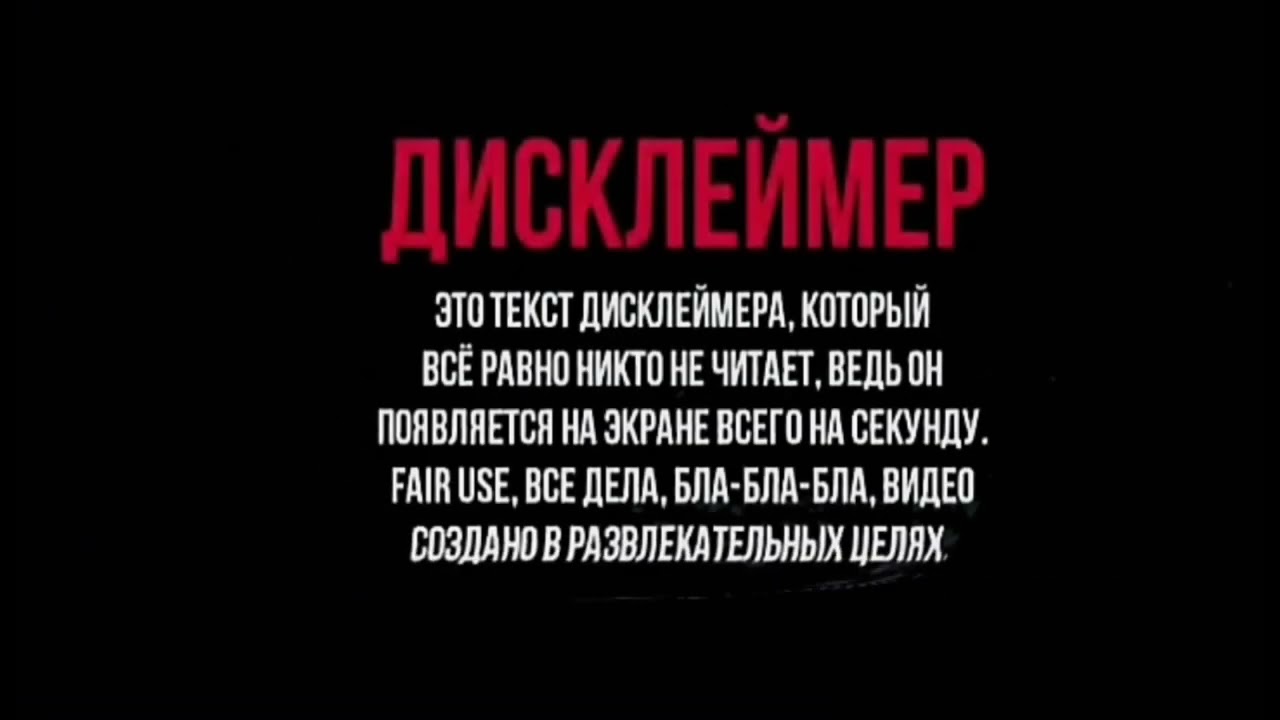 ДИСКЛЕЙМЕР
ЭТО ТЕКСТ ДИСКЛЕЙМЕРА, КОТОРЫЙ
ВСЁ РАВНО НИКТО НЕ ЧИТАЕТ, ВЕДЬ ОН
ПОЯВЛЯЕТСЯ НА ЭКРАНЕ ВСЕГО НА СЕКУНДУ.
FAIR USE, ВСЕ ДЕЛА, БЛА-БЛА-БЛА, ВИДЕО
СОЗДАНО В РАЗВЛЕКАТЕЛЬНЫХ ЦЕЛЯХ.